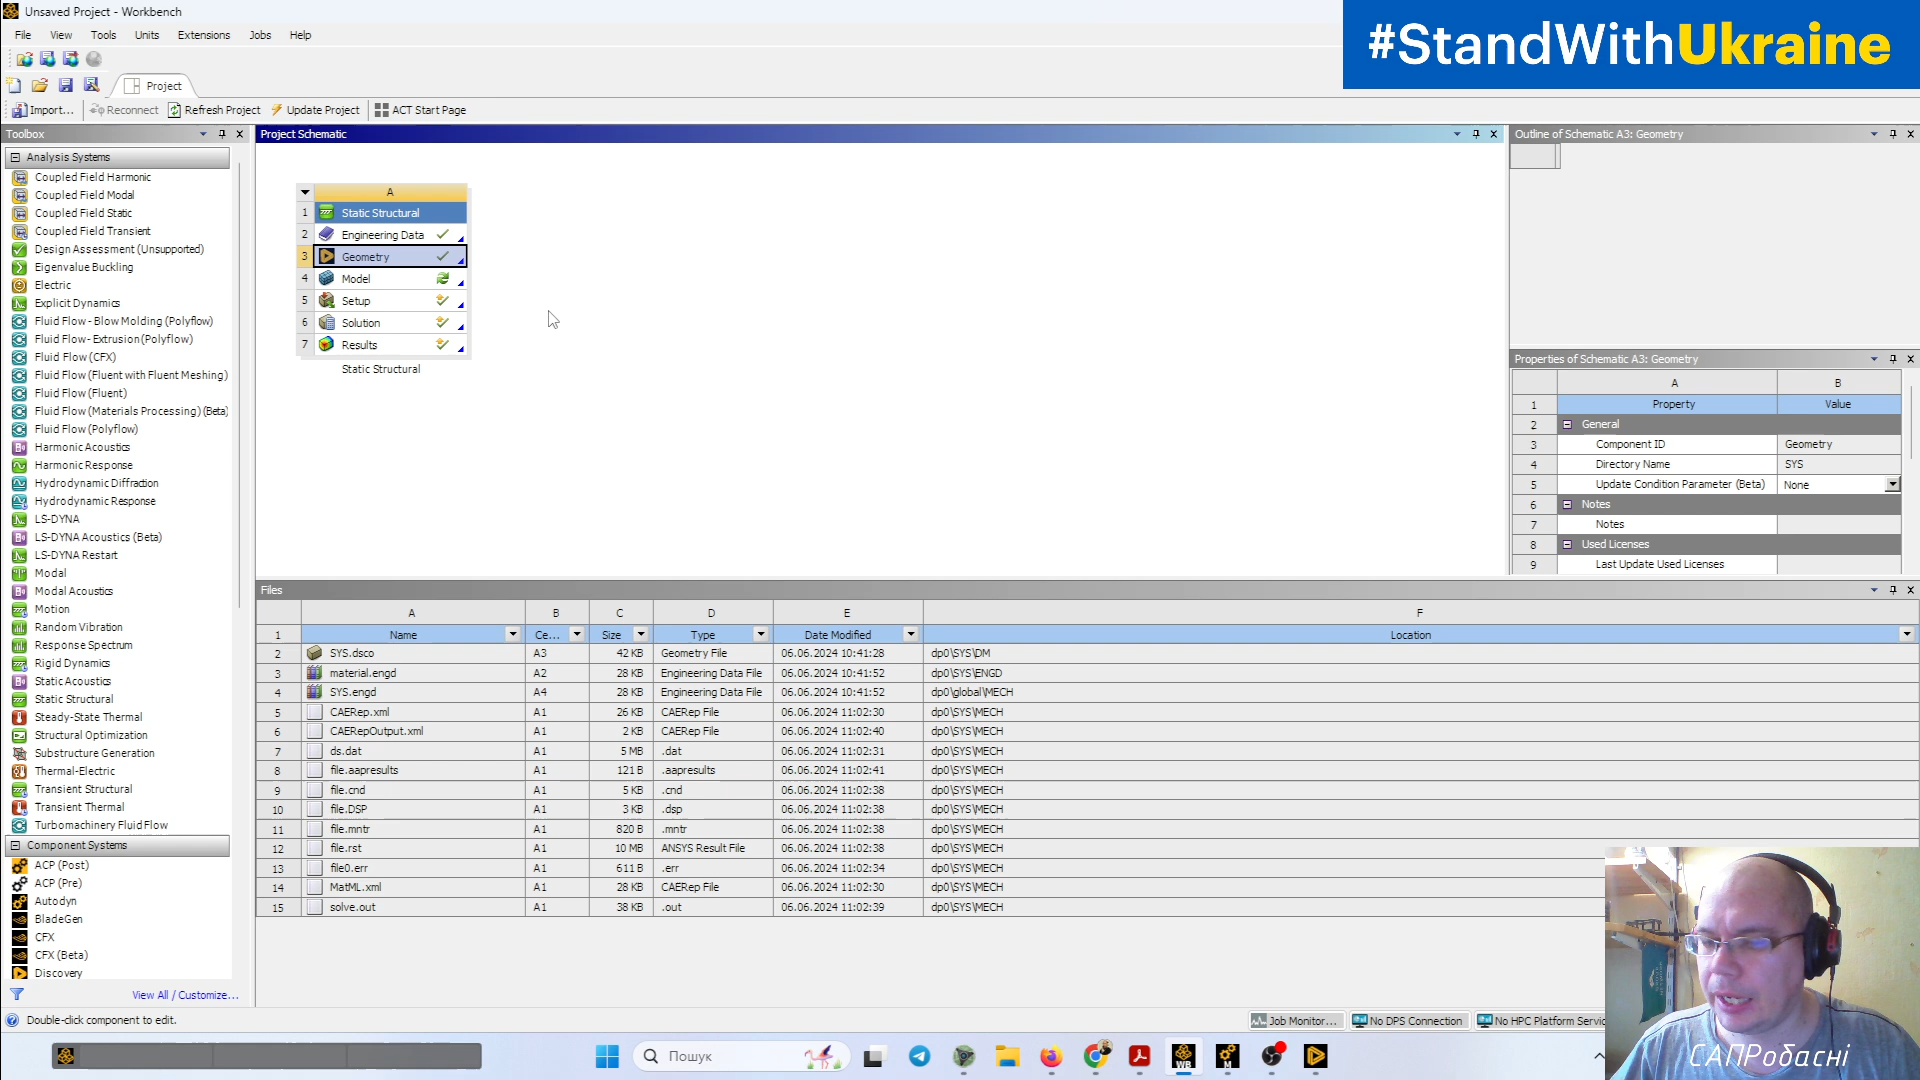 Unsaved Project - Workbench
#StandWithUkraine
File View Tools Units Extensions Jobs Help
Project
Import... Reconnect Refresh Project Update Project ACT Start Page
Toolbox
Analysis Systems
Coupled Field Harmonic
Coupled Field Modal
Coupled Field Static
Coupled Field Transient
Design Assessment (Unsupported)
Eigenvalue Buckling
Electric
Explicit Dynamics
Fluid Flow - Blow Molding (Polyflow)
Fluid Flow - Extrusion (Polyflow)
Fluid Flow (CFX)
Fluid Flow (Fluent with Fluent Meshing)
Fluid Flow (Fluent)
Fluid Flow (Materials Processing) (Beta)
Fluid Flow (Polyflow)
Harmonic Acoustics
Harmonic Response
Hydrodynamic Diffraction
Hydrodynamic Response
LS-DYNA
LS-DYNA Acoustics (Beta)
LS-DYNA Restart
Modal
Modal Acoustics
Motion
Random Vibration
Response Spectrum
Rigid Dynamics
Static Acoustics
Static Structural
Steady-State Thermal
Structural Optimization
Substructure Generation
Thermal-Electric
Transient Structural
Transient Thermal
Turbomachinery Fluid Flow
Component Systems
ACP (Post)
ACP (Pre)
Autodyn
BladeGen
CFX
CFX (Beta)
Discovery
View All / Customize...
Project Schematic
A
1 Static Structural
2 Engineering Data
3 Geometry
4 Model
5 Setup
6 Solution
7 Results
Static Structural
Outline of Schematic A3: Geometry
Properties of Schematic A3: Geometry
A B
1 Property Value
2 General
3 Component ID Geometry
4 Directory Name SYS
5 Update Condition Parameter (Beta) None
6 Notes
7 Notes
8 Used Licenses
9 Last Update Used Licenses
Files
A B C D E F
1 Name Ce... Size Type Date Modified Location
2 SYS.dsco A3 42 KB Geometry File 06.06.2024 10:41:28 dp0\SYS\DM
3 material.engd A2 28 KB Engineering Data File 06.06.2024 10:41:52 dp0\SYS\ENGD
4 SYS.engd A4 28 KB Engineering Data File 06.06.2024 10:41:52 dp0\global\MECH
5 CAERep.xml A1 26 KB CAERep File 06.06.2024 11:02:30 dp0\SYS\MECH
6 CAERepOutput.xml A1 2 KB CAERep File 06.06.2024 11:02:40 dp0\SYS\MECH
7 ds.dat A1 5 MB .dat 06.06.2024 11:02:31 dp0\SYS\MECH
8 file.aapresults A1 121 B .aapresults 06.06.2024 11:02:41 dp0\SYS\MECH
9 file.cnd A1 5 KB .cnd 06.06.2024 11:02:38 dp0\SYS\MECH
10 file.DSP A1 3 KB .dsp 06.06.2024 11:02:38 dp0\SYS\MECH
11 file.mntr A1 820 B .mntr 06.06.2024 11:02:38 dp0\SYS\MECH
12 file.rst A1 10 MB ANSYS Result File 06.06.2024 11:02:38 dp0\SYS\MECH
13 file0.err A1 611 B .err 06.06.2024 11:02:34 dp0\SYS\MECH
14 MatML.xml A1 28 KB CAERep File 06.06.2024 11:02:30 dp0\SYS\MECH
15 solve.out A1 38 KB .out 06.06.2024 11:02:39 dp0\SYS\MECH
Double-click component to edit.
Job Monitor... No DPS Connection No HPC Platform
Пошук
WB
M
САПРобасні